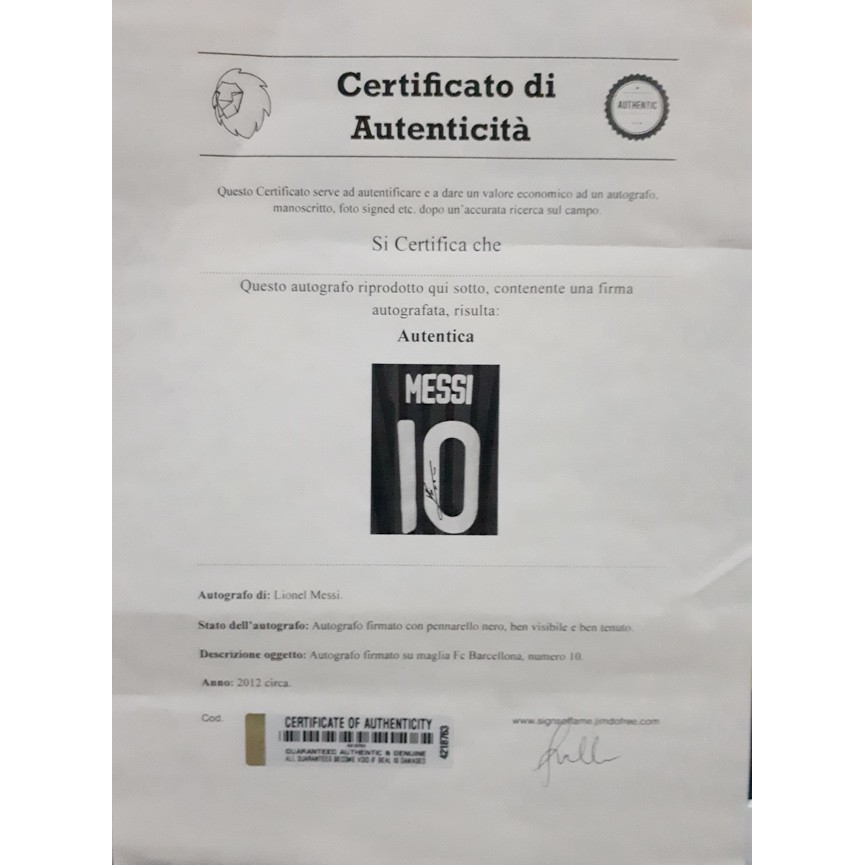 Certificato di
Autenticità
AUTHENTIC
Questo Certificato serve ad autentificare e a dare un valore economico ad un autografo,
manoscritto, foto signed etc. dopo un'accurata ricerca sul campo.
Si Certifica che
Questo autografo riprodotto qui sotto, contenente una firma
autografata, risulta:
Autentica
MESSI
10
Autografo di: Lionel Messi.
Stato dell'autografo: Autografo firmato con pennarello nero, ben visibile e ben tenuto.
Descrizione oggetto: Autografo firmato su maglia Fc Barcellona, numero 10.
Anno: 2012 circa.
Cod.
CERTIFICATE OF AUTHENTICITY
GUARANTEED AUTHENTIC & GENUINE
ALL GUARANTEES BECOME VOID IF SEAL IS DAMAGED
4218763
www.signsoffame.jimdofree.com